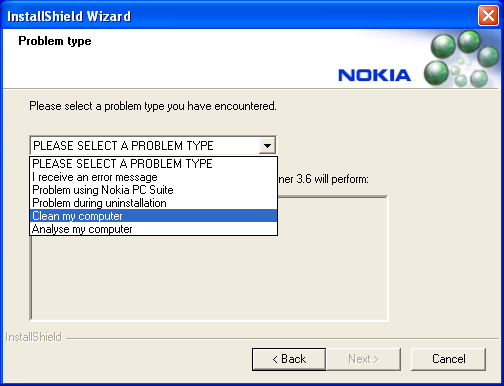 InstallShield Wizard
Problem type
NOKIA
Please select a problem type you have encountered.
PLEASE SELECT A PROBLEM TYPE
PLEASE SELECT A PROBLEM TYPE
I receive an error message
Problem using Nokia PC Suite
Problem during uninstallation
Clean my computer
Analyse my computer
ner 3.6 will perform:
InstallShield
< Back
Next >
Cancel